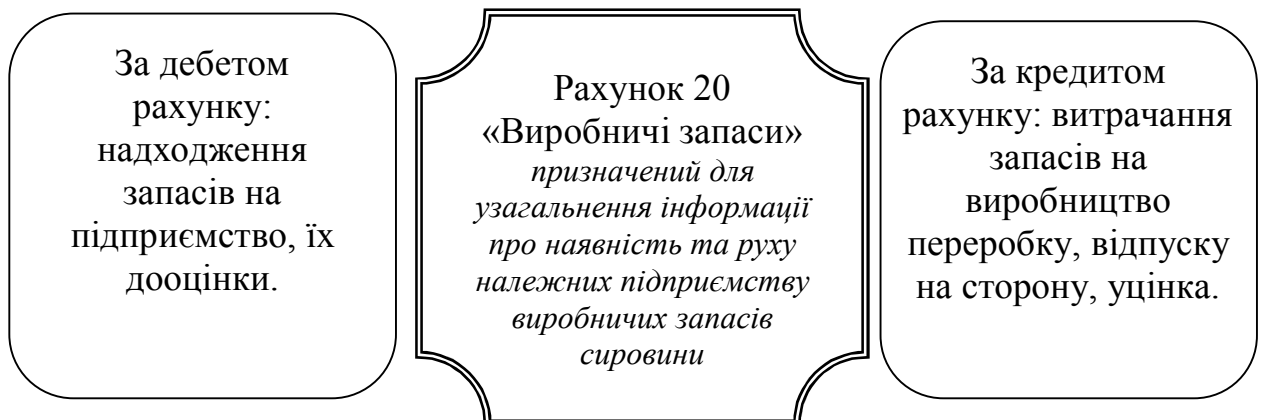 За дебетом
рахунку:
надходження
запасів на
підприємство, їх
дооцінки.
Рахунок 20
«Виробничі запаси»
призначений для
узагальнення інформації
про наявність та руху
належних підприємству
виробничих запасів
сировини
За кредитом
рахунку: витрачання
запасів на
виробництво
переробку, відпуску
на сторону, уцінка.